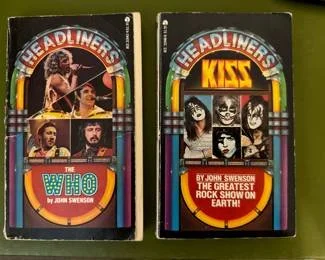 HEADLINERS
THE
WHO
by JOHN SWENSON
HEADLINERS
KISS
BY JOHN SWENSON
THE GREATEST
ROCK SHOW ON
EARTH!